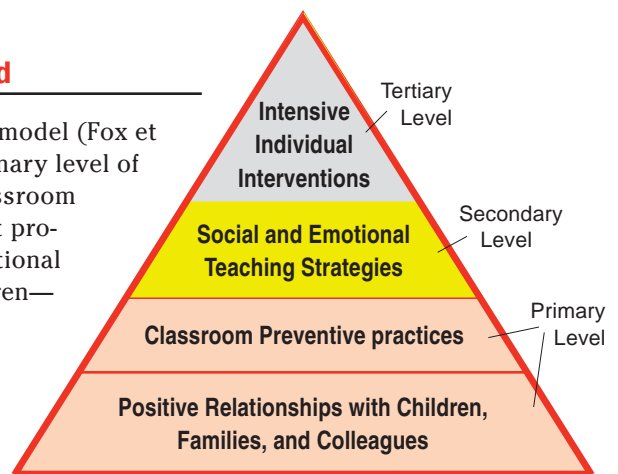 d
model (Fox et
nary level of
ssroom
pro-
tional
ren—
Intensive
Individual
Interventions
Tertiary
Level
Social and Emotional
Teaching Strategies
Secondary
Level
Classroom Preventive practices
Primary
Level
Positive Relationships with Children,
Families, and Colleagues